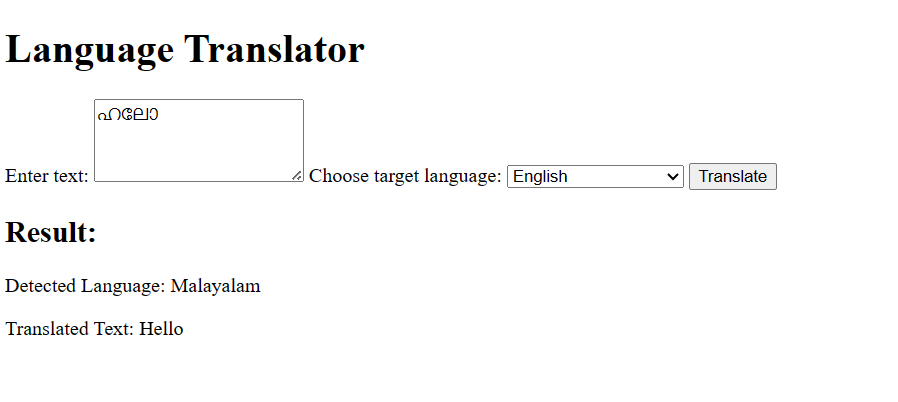 Language Translator
ഹലോ
Enter text: Choose target language: English Translate
Result:
Detected Language: Malayalam
Translated Text: Hello